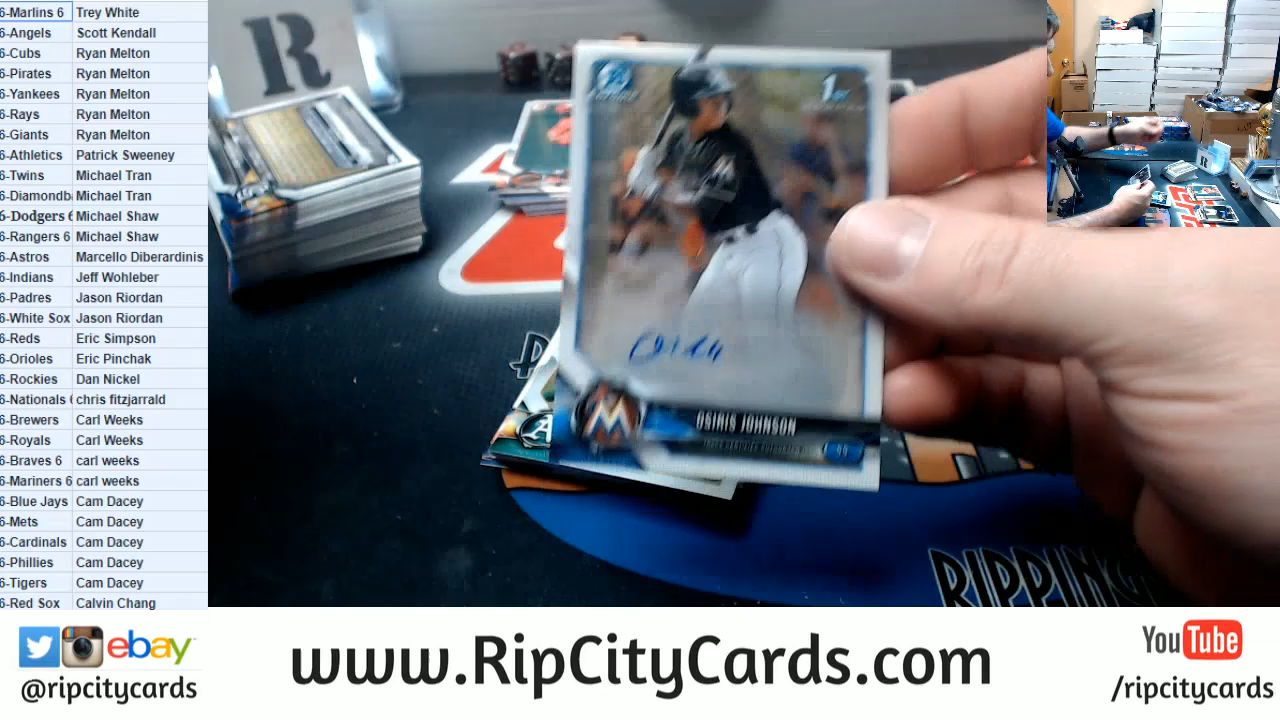 6-Marlins 6 Trey White
6-Angels Scott Kendall
6-Cubs Ryan Melton
6-Pirates Ryan Melton
6-Yankees Ryan Melton
6-Rays Ryan Melton
6-Giants Ryan Melton
6-Athletics Patrick Sweeney
6-Twins Michael Tran
6-Diamondb Michael Tran
6-Dodgers 6 Michael Shaw
6-Rangers 6 Michael Shaw
6-Astros Marcello Diberardinis
6-Indians Jeff Wohleber
6-Padres Jason Riordan
6-White Sox Jason Riordan
6-Reds Eric Simpson
6-Orioles Eric Pinchak
6-Rockies Dan Nickel
6-Nationals chris fitzjarrald
6-Brewers Carl Weeks
6-Royals Carl Weeks
6-Braves 6 carl weeks
6-Mariners 6 carl weeks
6-Blue Jays Cam Dacey
6-Mets Cam Dacey
6-Cardinals Cam Dacey
6-Phillies Cam Dacey
6-Tigers Cam Dacey
6-Red Sox Calvin Chang
R
1st
M
OSIRIS JOHNSON
A
RIPPING
ebay
@ripcitycards
www.RipCityCards.com
YouTube
/ripcitycards